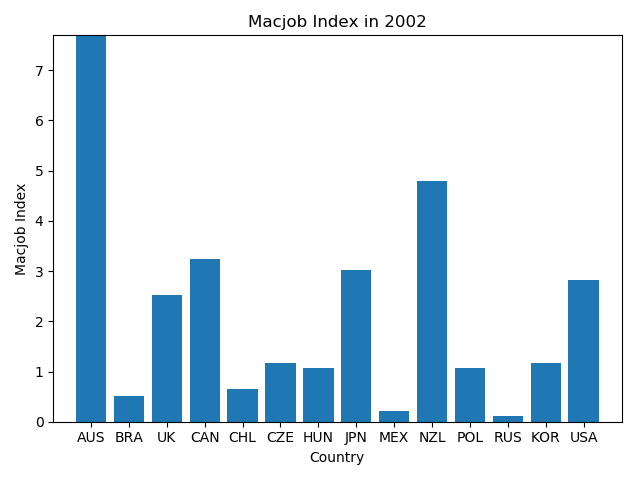 Macjob Index in 2002
Macjob Index
7
6
5
4
3
2
1
0
AUS BRA UK CAN CHL CZE HUN JPN MEX NZL POL RUS KOR USA
Country